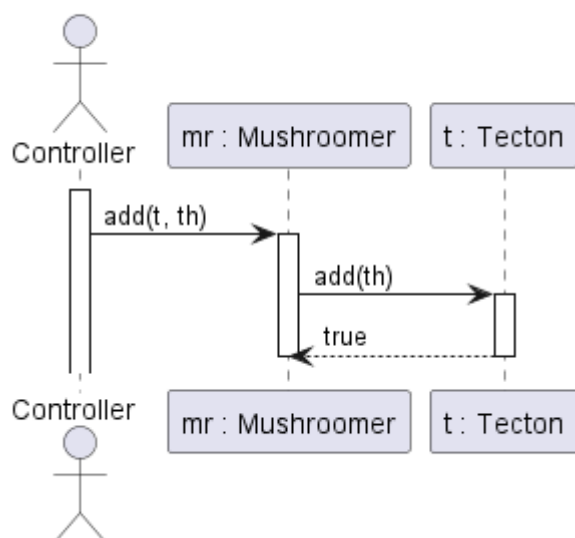 Controller
mr : Mushroomer
t : Tecton
add(t, th)
add(th)
true
Controller
mr : Mushroomer
t : Tecton